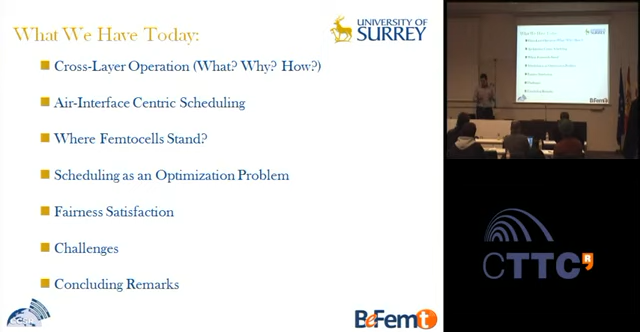 What We Have Today:
UNIVERSITY OF
SURREY
Cross-Layer Operation (What? Why? How?)
Air-Interface Centric Scheduling
Where Femtocells Stand?
Scheduling as an Optimization Problem
Fairness Satisfaction
Challenges
Concluding Remarks
BeFemt
CTTC
R